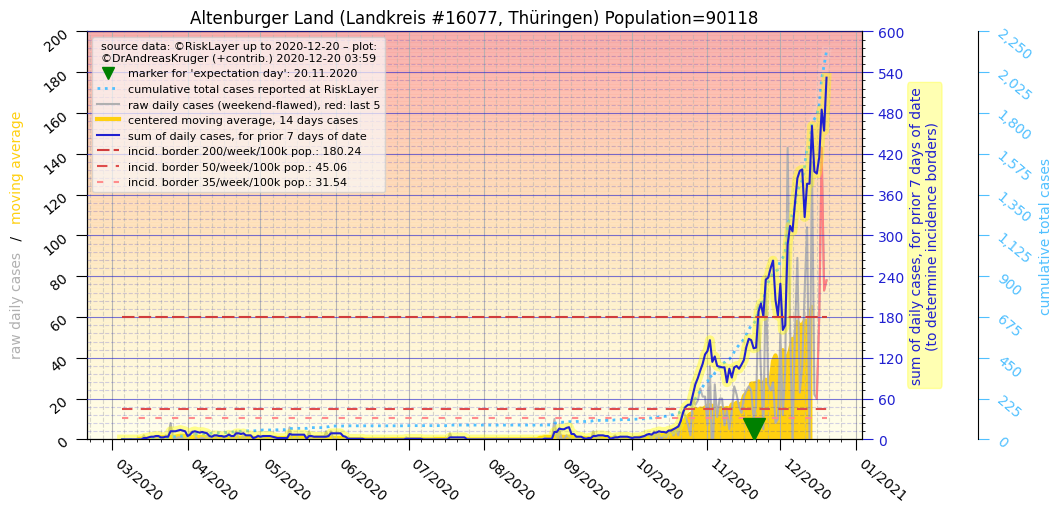 Altenburger Land (Landkreis #16077, Thüringen) Population=90118
source data: ©RiskLayer up to 2020-12-20 – plot:
©DrAndreasKruger (+contrib.) 2020-12-20 03:59
marker for 'expectation day': 20.11.2020
cumulative total cases reported at RiskLayer
raw daily cases (weekend-flawed), red: last 5
centered moving average, 14 days cases
sum of daily cases, for prior 7 days of date
incid. border 200/week/100k pop.: 180.24
incid. border 50/week/100k pop.: 45.06
incid. border 35/week/100k pop.: 31.54
raw daily cases / moving average
200
180
160
140
120
100
80
60
40
20
0
600
540
480
420
360
300
240
180
120
60
0
sum of daily cases, for prior 7 days of date
(to determine incidence borders)
2,250
2,025
1,800
1,575
1,350
1,125
900
675
450
225
0
cumulative total cases
03/2020
04/2020
05/2020
06/2020
07/2020
08/2020
09/2020
10/2020
11/2020
12/2020
01/2021